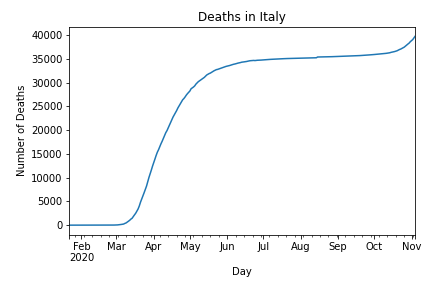 Deaths in Italy
Number of Deaths
40000
35000
30000
25000
20000
15000
10000
5000
0
Feb Mar Apr May Jun Jul Aug Sep Oct Nov
2020
Day